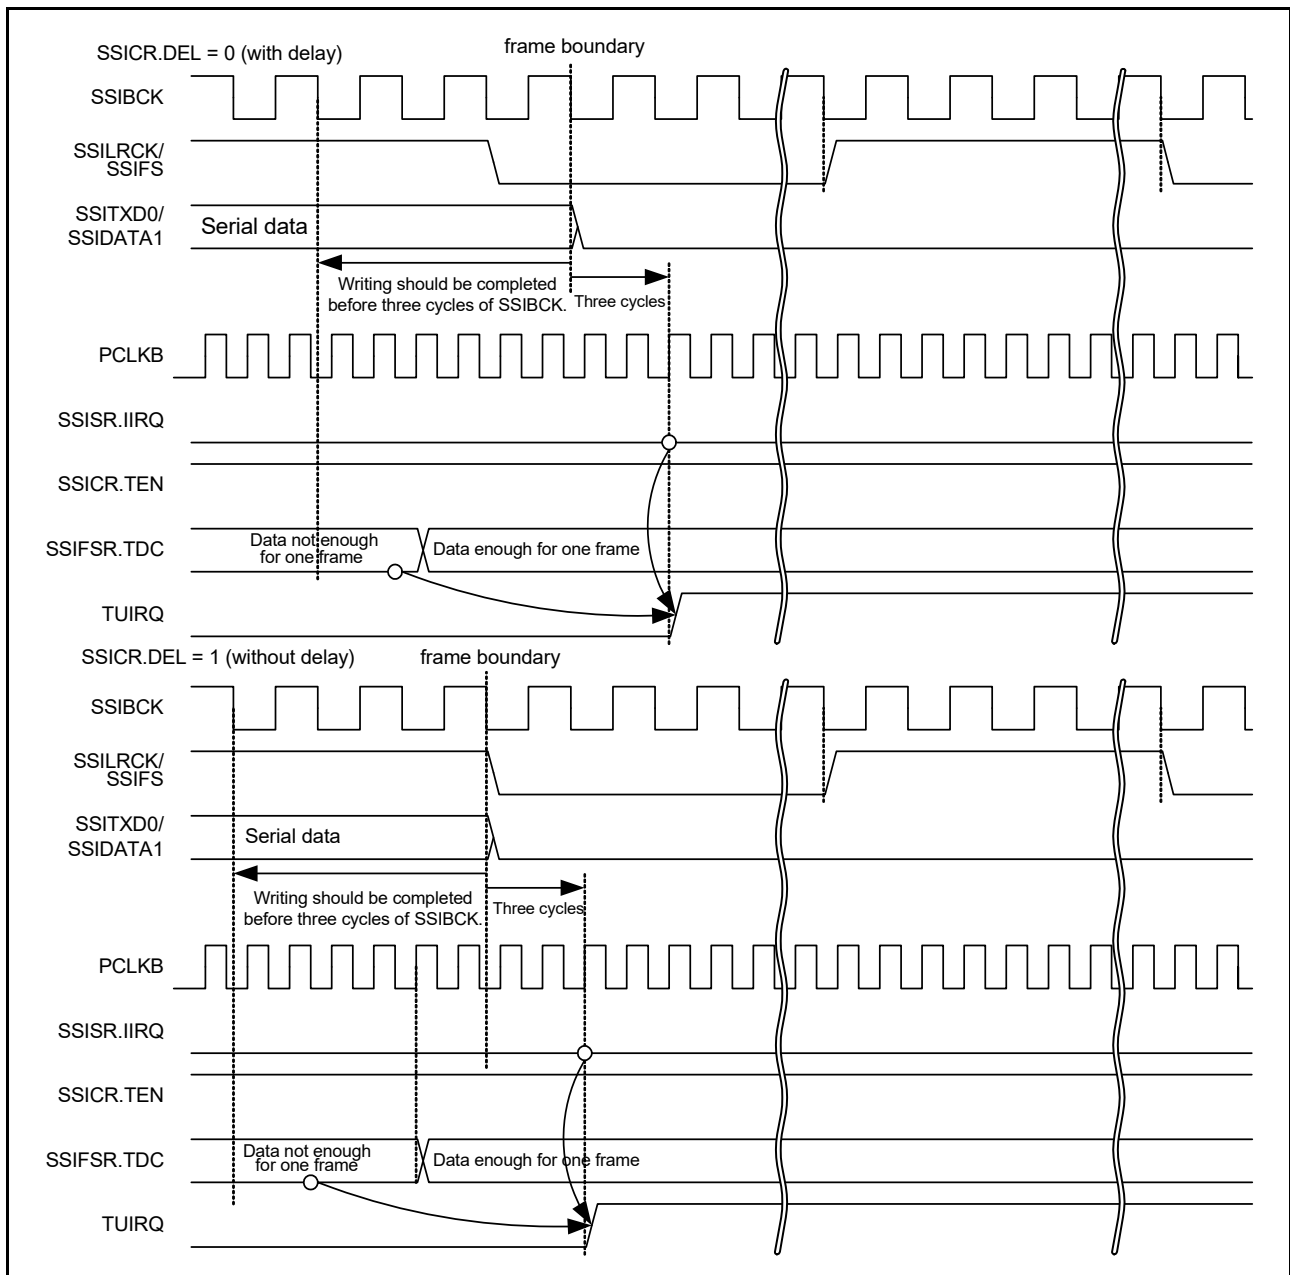 SSICR.DEL = 0 (with delay)
frame boundary
SSIBCK
SSILRCK/
SSIFS
SSITXD0/
SSIDATA1
Serial data
Writing should be completed
before three cycles of SSIBCK.
Three cycles
PCLKB
SSISR.IIRQ
SSICR.TEN
SSIFSR.TDC
Data not enough
for one frame
Data enough for one frame
TUIRQ
SSICR.DEL = 1 (without delay)
frame boundary
SSIBCK
SSILRCK/
SSIFS
SSITXD0/
SSIDATA1
Serial data
Writing should be completed
before three cycles of SSIBCK.
Three cycles
PCLKB
SSISR.IIRQ
SSICR.TEN
SSIFSR.TDC
Data not enough
for one frame
Data enough for one frame
TUIRQ